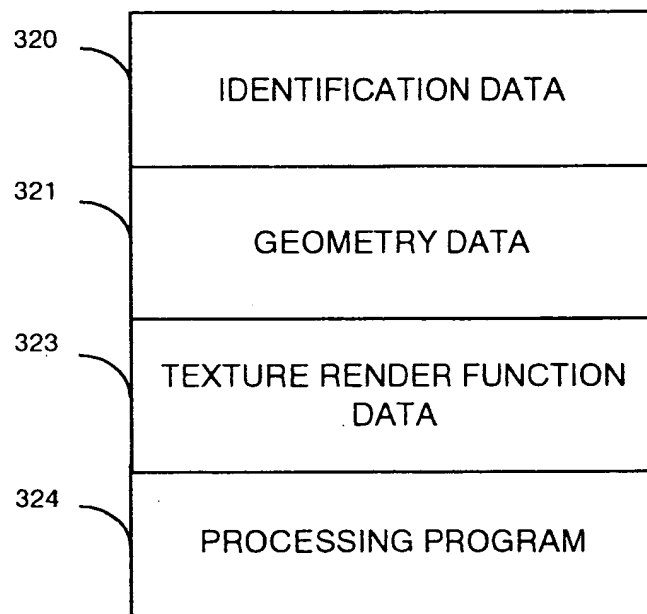 320
IDENTIFICATION DATA
321
GEOMETRY DATA
323
TEXTURE RENDER FUNCTION
DATA
324
PROCESSING PROGRAM